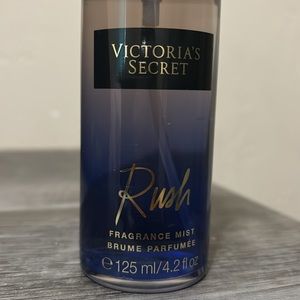 VICTORIA'S
SECRET
Rush
FRAGRANCE MIST
BRUME PARFUMÉE
℮ 125 ml/4.2 fl oz